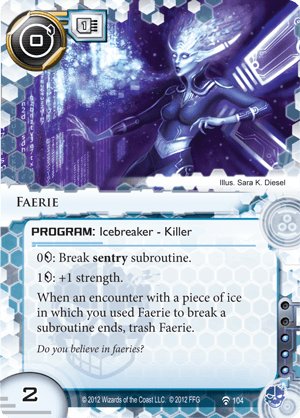 0
1
Illus. Sara K. Diesel
FAERIE
PROGRAM: Icebreaker - Killer
0: Break sentry subroutine.
1: +1 strength.
When an encounter with a piece of ice
in which you used Faerie to break a
subroutine ends, trash Faerie.
Do you believe in faeries?
2
© 2012 Wizards of the Coast LLC. © 2012 FFG 104